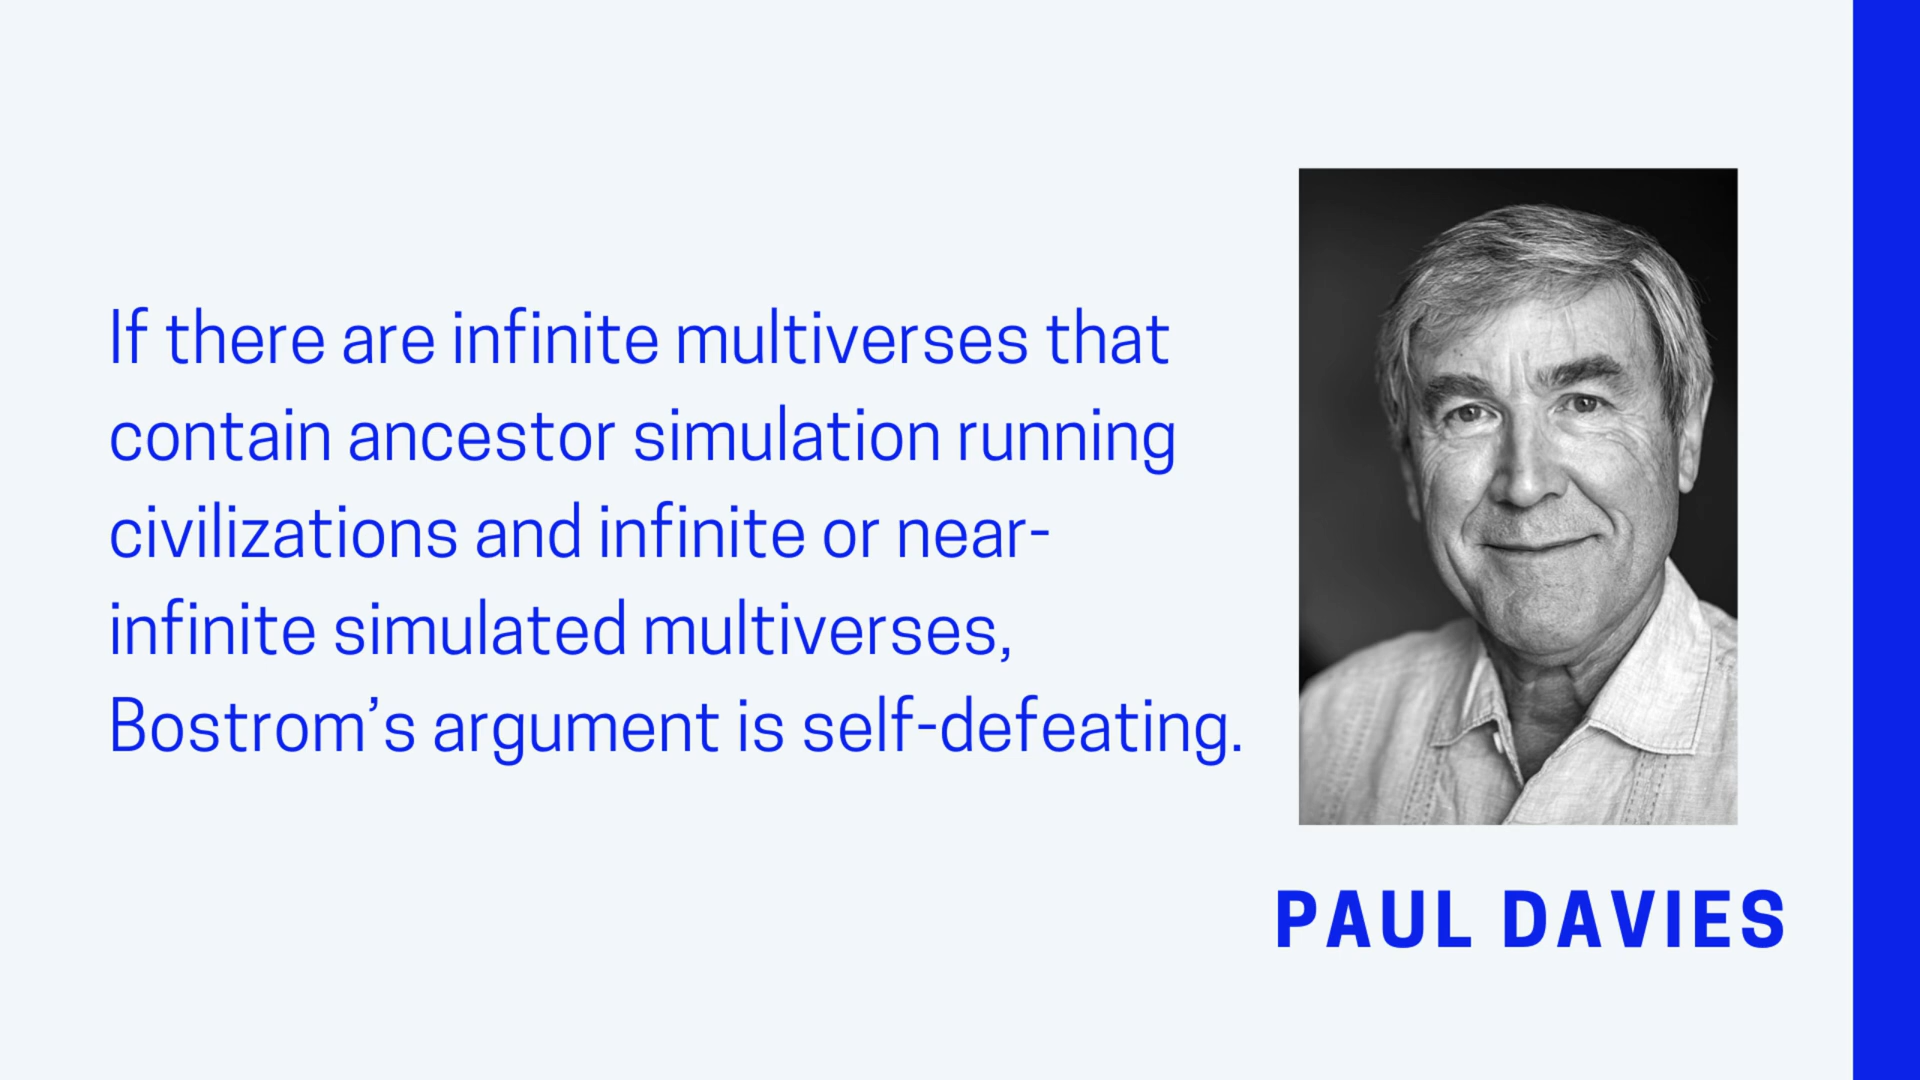 If there are infinite multiverses that
contain ancestor simulation running
civilizations and infinite or near-
infinite simulated multiverses,
Bostrom’s argument is self-defeating.
PAUL DAVIES